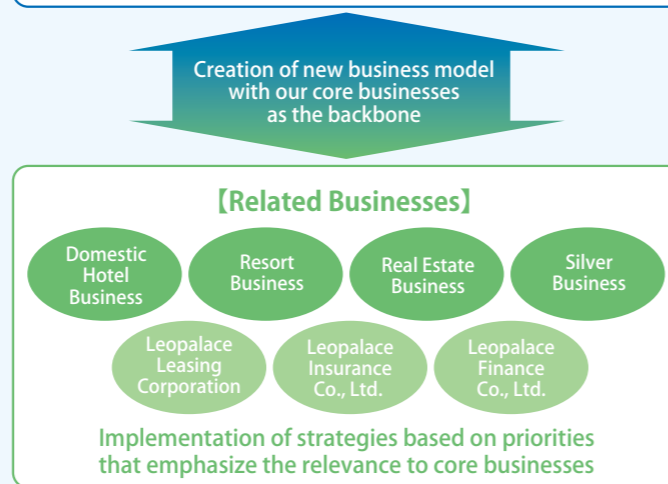 Creation of new business model
with our core businesses
as the backbone
【Related Businesses】
Domestic
Hotel
Business
Resort
Business
Real Estate
Business
Silver
Business
Leopalace
Leasing
Corporation
Leopalace
Insurance
Co., Ltd.
Leopalace
Finance
Co., Ltd.
Implementation of strategies based on priorities
that emphasize the relevance to core businesses